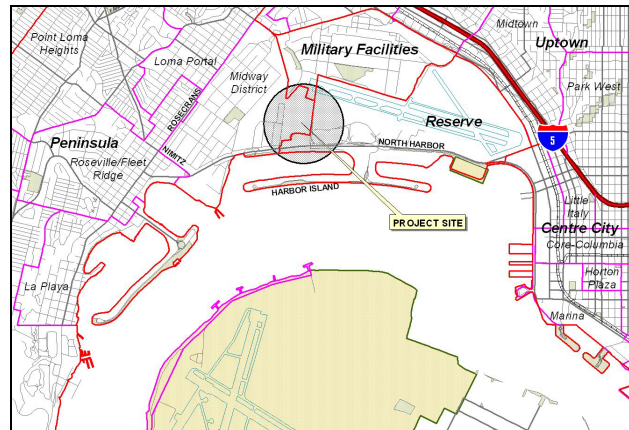 Point Loma
Heights
Loma Portal
Military Facilities
Midtown
Uptown
Midway
District
Park West
ROSECRANS
Reserve
Peninsula
NIMITZ
NORTH HARBOR
5
Roseville/Fleet
Ridge
HARBOR ISLAND
Little
Italy
PROJECT SITE
Centre City
Core-Columbia
Horton
Plaza
La Playa
Marina